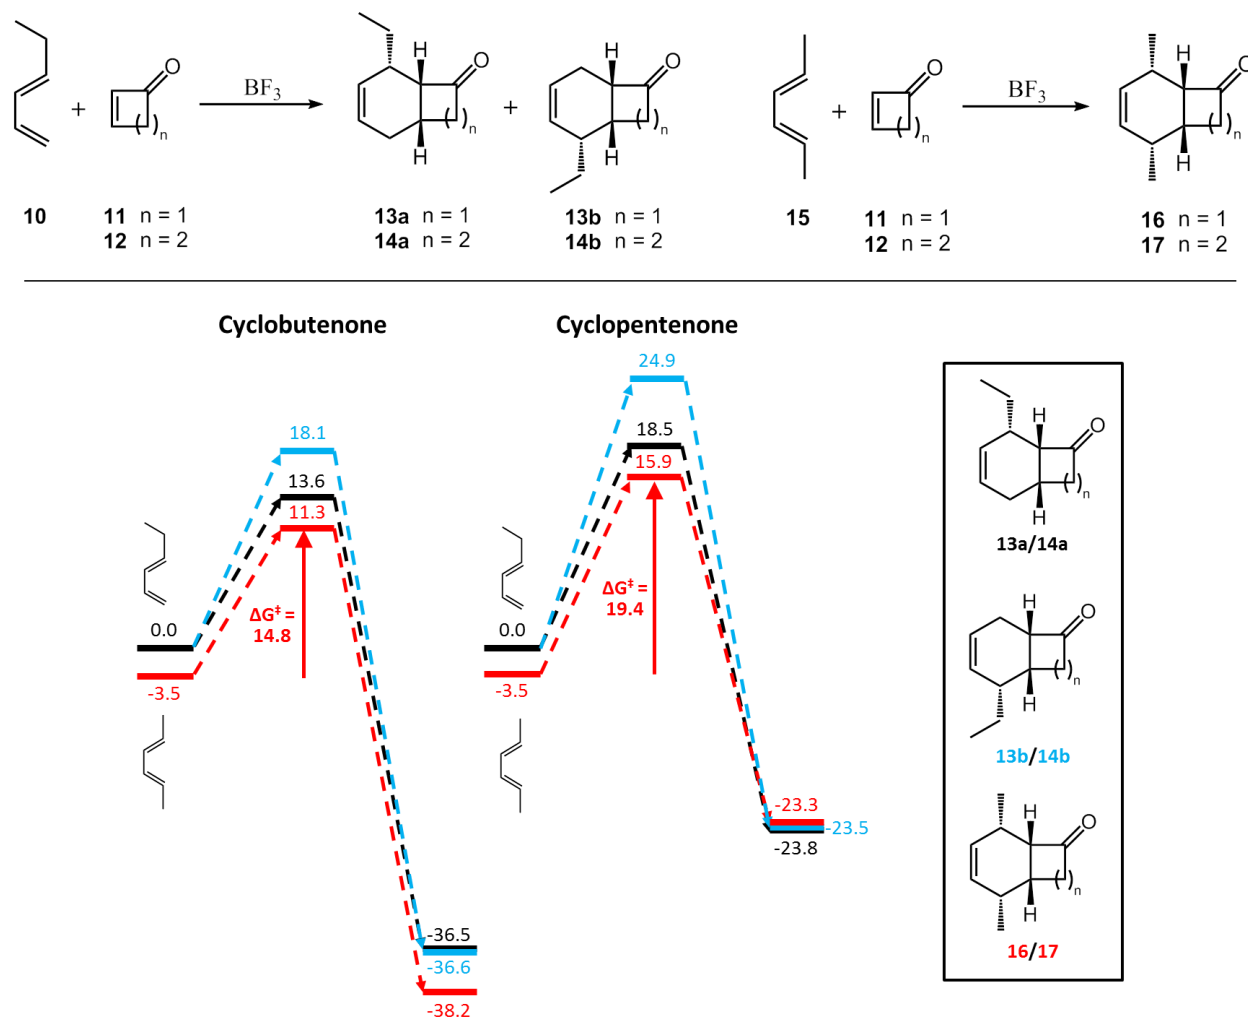 BF3
BF3
10
11 n = 1
12 n = 2
13a n = 1
14a n = 2
13b n = 1
14b n = 2
15
11 n = 1
12 n = 2
16 n = 1
17 n = 2
Cyclobutenone
Cyclopentenone
18.1
13.6
11.3
0.0
-3.5
ΔG‡ =
14.8
-36.5
-36.6
-38.2
24.9
18.5
15.9
0.0
-3.5
ΔG‡ =
19.4
-23.3
-23.5
-23.8
H
O
n
H
13a/14a
H
O
n
H
13b/14b
H
O
n
H
16/17